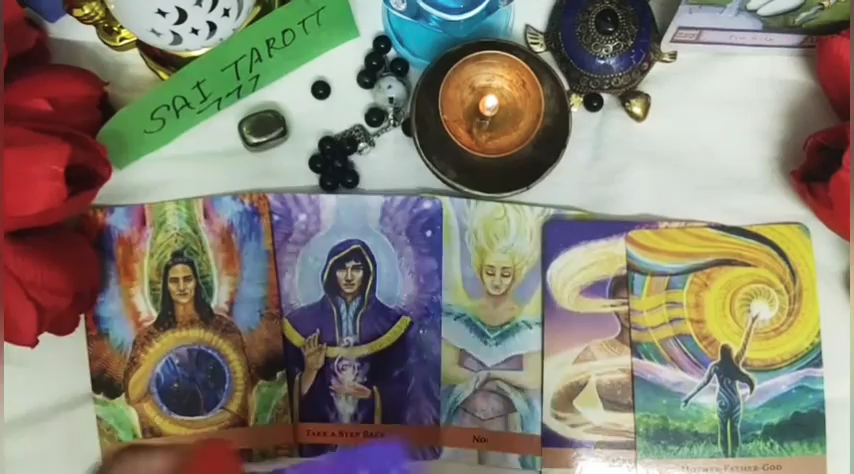 SAI TAROTT
777
TAKE A STEP BACK
No
MOTHER-FATHER-GOD